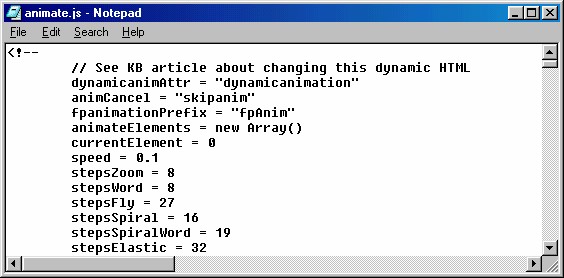 animate.js - Notepad
File Edit Search Help
<!--
// See KB article about changing this dynamic HTML
dynamicanimAttr = "dynamicanimation"
animCancel = "skipanim"
fpanimationPrefix = "fpAnim"
animateElements = new Array()
currentElement = 0
speed = 0.1
stepsZoom = 8
stepsWord = 8
stepsFly = 27
stepsSpiral = 16
stepsSpiralWord = 19
stepsElastic = 32